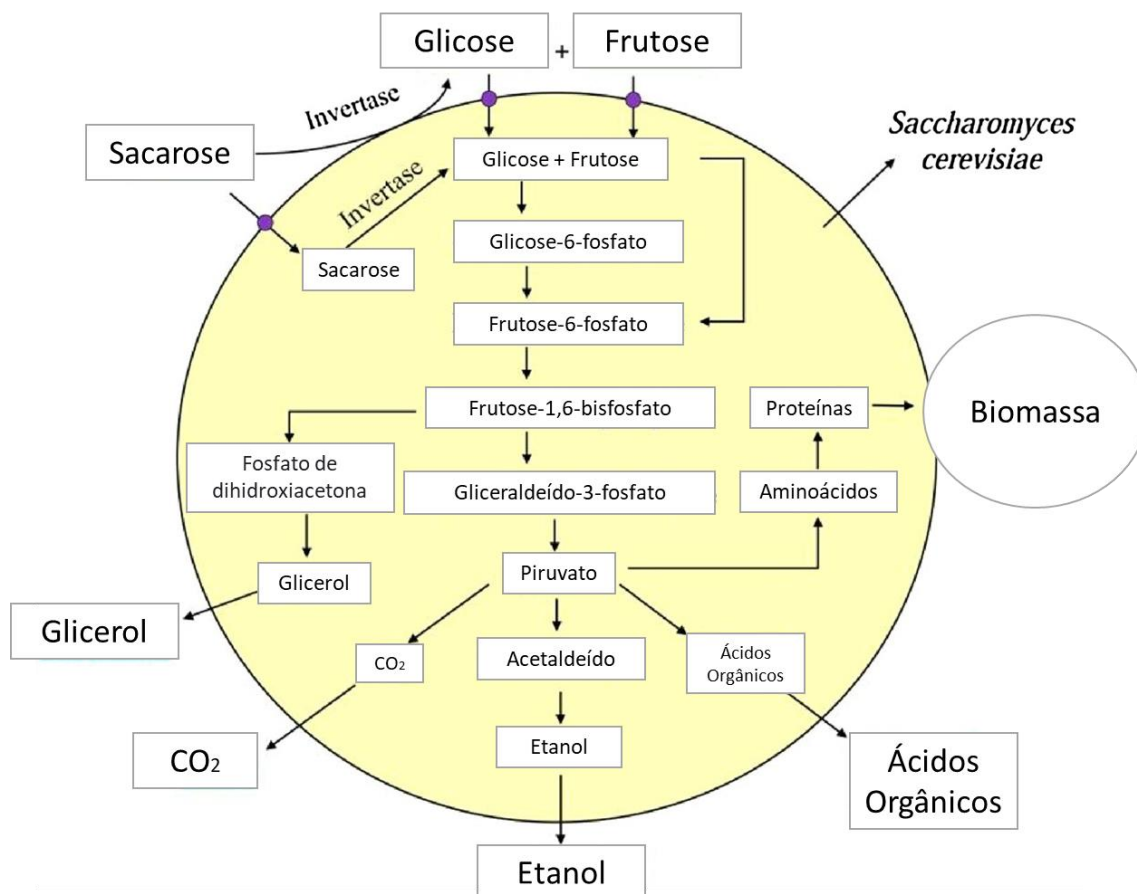 Glicose
+
Frutose
Invertase
Saccharomyces
cerevisiae
Sacarose
Glicose + Frutose
Invertase
Glicose-6-fosfato
Sacarose
Frutose-6-fosfato
Frutose-1,6-bisfosfato
Proteínas
Biomassa
Fosfato de
dihidroxiacetona
Gliceraldeído-3-fosfato
Aminoácidos
Piruvato
Glicerol
Glicerol
CO₂
Acetaldeído
Ácidos
Orgânicos
Etanol
CO₂
Ácidos
Orgânicos
Etanol